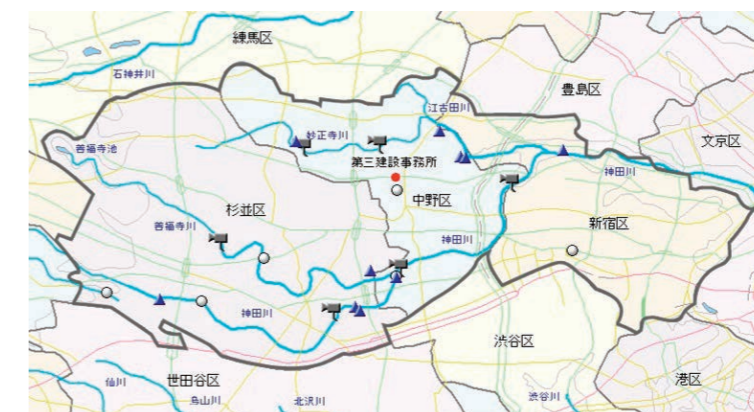 練馬区
石神井川
豊島区
江古田川
妙正寺川
文京区
善福寺池
第三建設事務所
神田川
中野区
杉並区
新宿区
善福寺川
神田川
神田川
渋谷区
世田谷区
港区
仙川
烏山川
北沢川
渋谷川